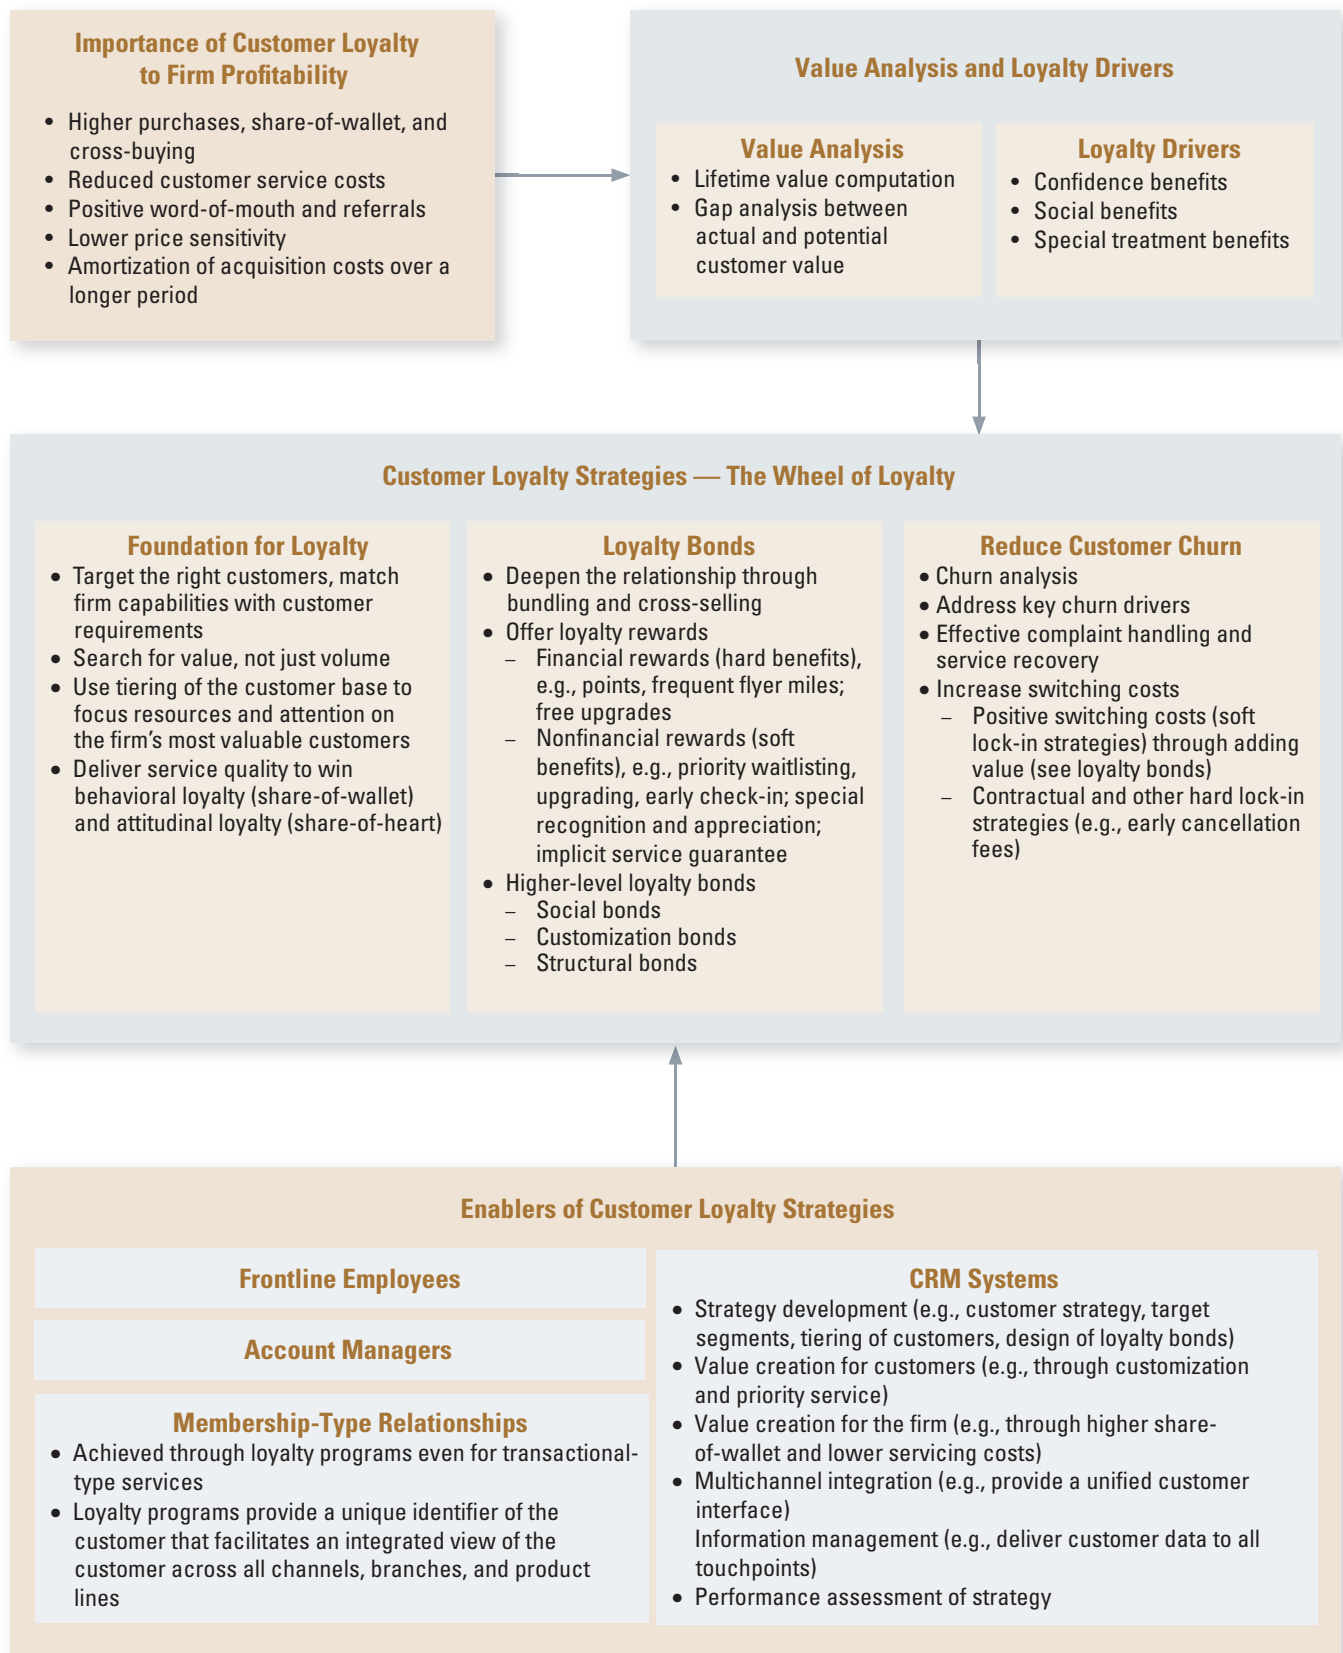 Importance of Customer Loyalty
to Firm Profitability
• Higher purchases, share-of-wallet, and
cross-buying
• Reduced customer service costs
• Positive word-of-mouth and referrals
• Lower price sensitivity
• Amortization of acquisition costs over a
longer period
Value Analysis and Loyalty Drivers
Value Analysis
• Lifetime value computation
• Gap analysis between
actual and potential
customer value
Loyalty Drivers
• Confidence benefits
• Social benefits
• Special treatment benefits
Customer Loyalty Strategies — The Wheel of Loyalty
Foundation for Loyalty
• Target the right customers, match
firm capabilities with customer
requirements
• Search for value, not just volume
• Use tiering of the customer base to
focus resources and attention on
the firm's most valuable customers
• Deliver service quality to win
behavioral loyalty (share-of-wallet)
and attitudinal loyalty (share-of-heart)
Loyalty Bonds
• Deepen the relationship through
bundling and cross-selling
• Offer loyalty rewards
– Financial rewards (hard benefits),
e.g., points, frequent flyer miles;
free upgrades
– Nonfinancial rewards (soft
benefits), e.g., priority waitlisting,
upgrading, early check-in; special
recognition and appreciation;
implicit service guarantee
• Higher-level loyalty bonds
– Social bonds
– Customization bonds
– Structural bonds
Reduce Customer Churn
• Churn analysis
• Address key churn drivers
• Effective complaint handling and
service recovery
• Increase switching costs
– Positive switching costs (soft
lock-in strategies) through adding
value (see loyalty bonds)
– Contractual and other hard lock-in
strategies (e.g., early cancellation
fees)
Enablers of Customer Loyalty Strategies
Frontline Employees
Account Managers
Membership-Type Relationships
• Achieved through loyalty programs even for transactional-
type services
• Loyalty programs provide a unique identifier of the
customer that facilitates an integrated view of the
customer across all channels, branches, and product
lines
CRM Systems
• Strategy development (e.g., customer strategy, target
segments, tiering of customers, design of loyalty bonds)
• Value creation for customers (e.g., through customization
and priority service)
• Value creation for the firm (e.g., through higher share-
of-wallet and lower servicing costs)
• Multichannel integration (e.g., provide a unified customer
interface)
Information management (e.g., deliver customer data to all
touchpoints)
• Performance assessment of strategy